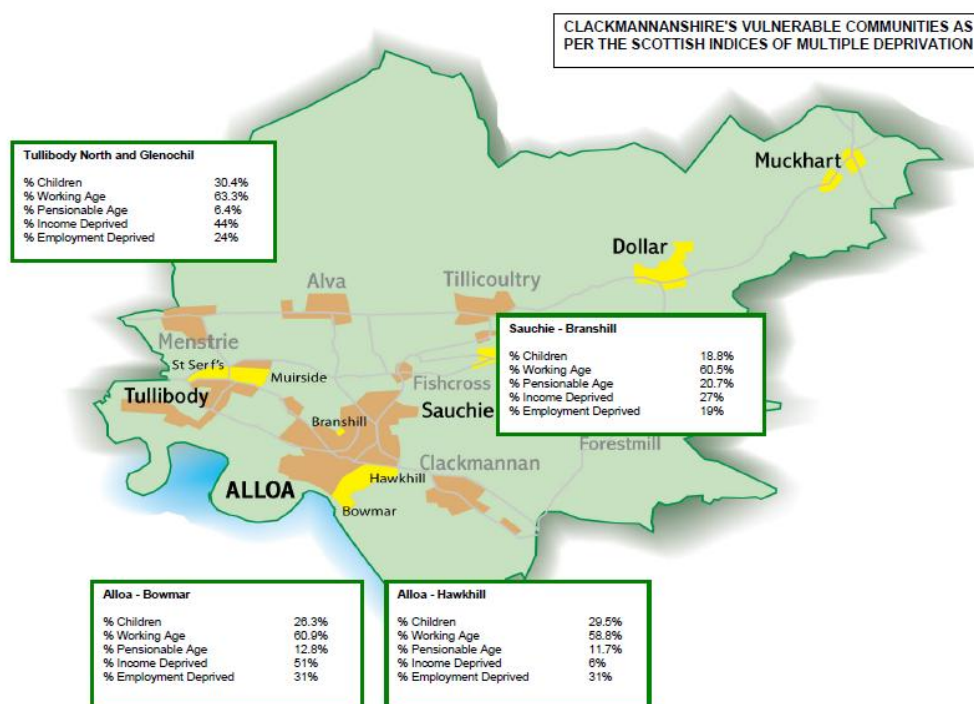 CLACKMANNANSHIRE'S VULNERABLE COMMUNITIES AS
PER THE SCOTTISH INDICES OF MULTIPLE DEPRIVATION
Tullibody North and Glenochil
% Children 30.4%
% Working Age 63.3%
% Pensionable Age 6.4%
% Income Deprived 44%
% Employment Deprived 24%
Muckhart
Dollar
Alva
Tillicoultry
Menstrie
St Serf's
Muirside
Tullibody
Fishcross
Branshill
Sauchie
Sauchie - Branshill
% Children 18.8%
% Working Age 60.5%
% Pensionable Age 20.7%
% Income Deprived 27%
% Employment Deprived 19%
Forestmill
Clackmannan
Hawkhill
ALLOA
Bowmar
Alloa - Bowmar
% Children 26.3%
% Working Age 60.9%
% Pensionable Age 12.8%
% Income Deprived 51%
% Employment Deprived 31%
Alloa - Hawkhill
% Children 29.5%
% Working Age 58.8%
% Pensionable Age 11.7%
% Income Deprived 6%
% Employment Deprived 31%